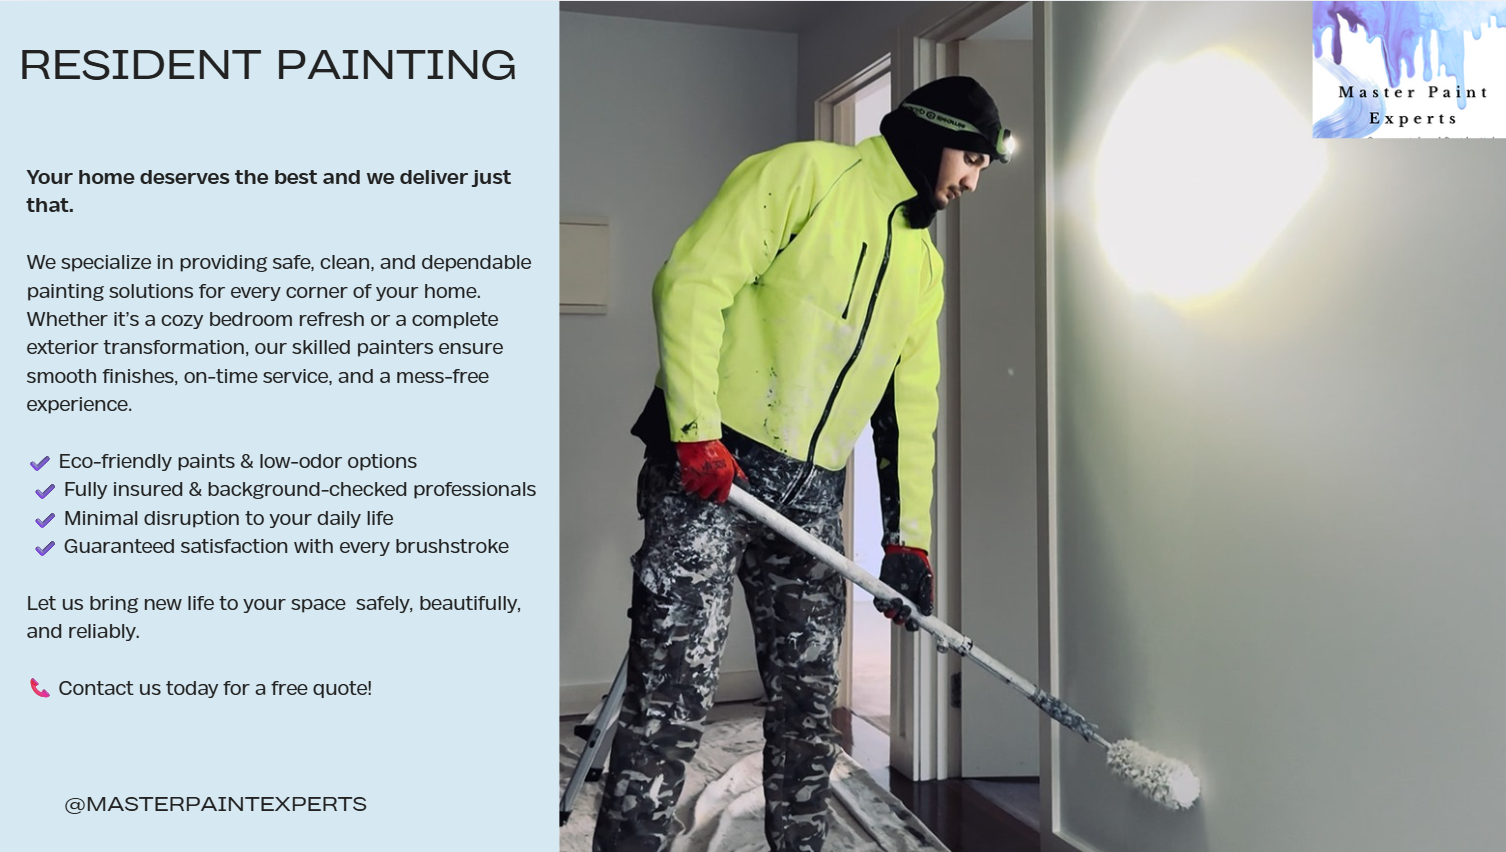 RESIDENT PAINTING
Your home deserves the best and we deliver just
that.
We specialize in providing safe, clean, and dependable
painting solutions for every corner of your home.
Whether it’s a cozy bedroom refresh or a complete
exterior transformation, our skilled painters ensure
smooth finishes, on-time service, and a mess-free
experience.
Eco-friendly paints & low-odor options
Fully insured & background-checked professionals
Minimal disruption to your daily life
Guaranteed satisfaction with every brushstroke
Let us bring new life to your space  safely, beautifully,
and reliably.
Contact us today for a free quote!
@MASTERPAINTEXPERTS
Master Paint
Experts